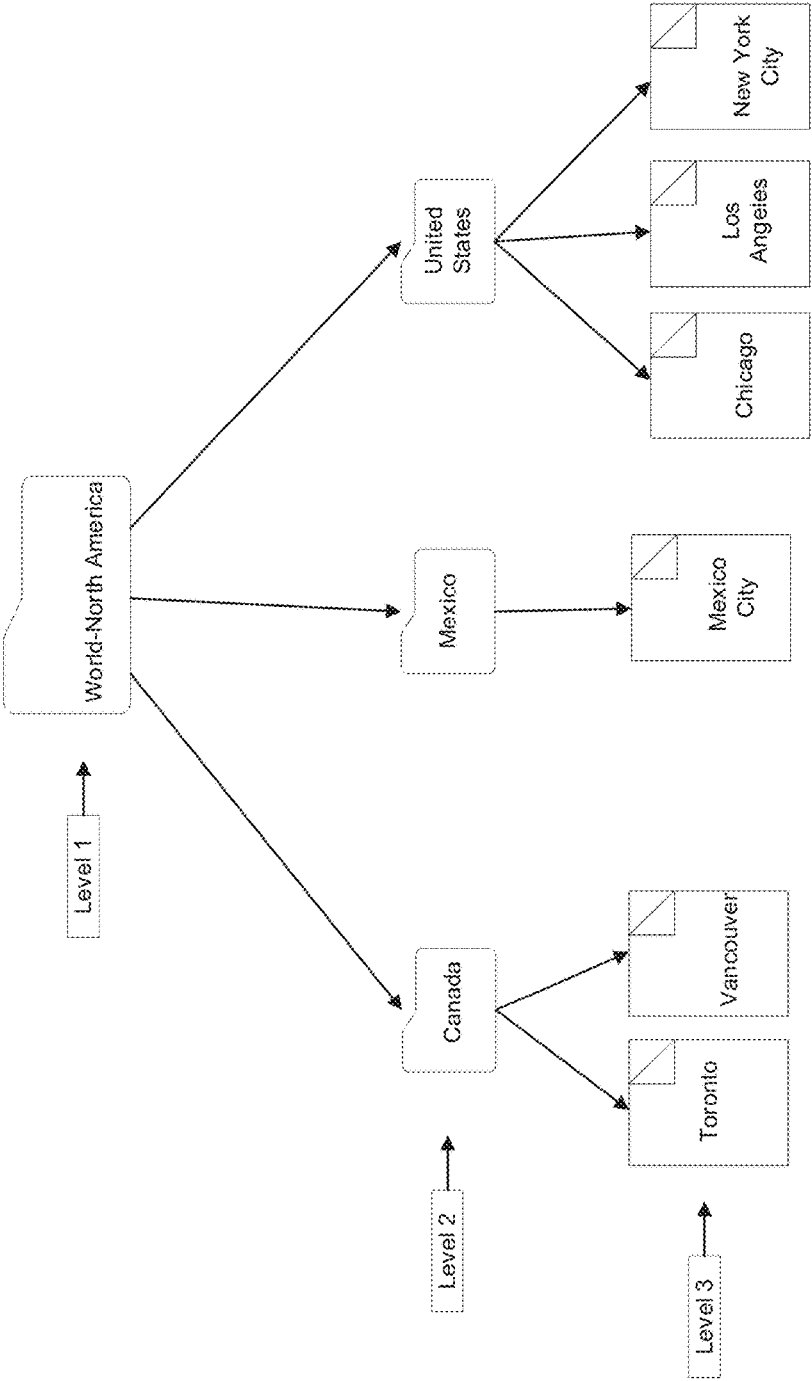 Level 1
World-North America
Level 2
Canada
Mexico
United
States
Level 3
Toronto
Vancouver
Mexico
City
Chicago
Los
Angeles
New York
City